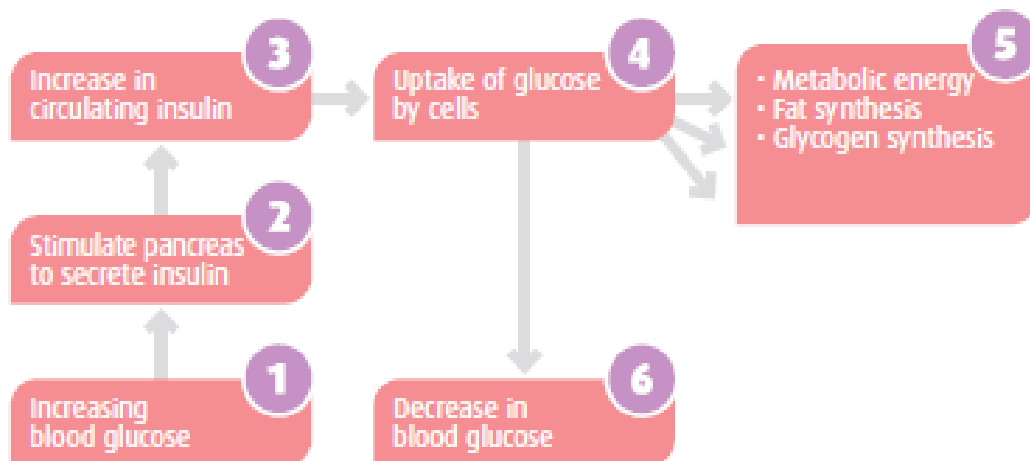 1
Increasing
blood glucose
2
Stimulate pancreas
to secrete insulin
3
Increase in
circulating insulin
4
Uptake of glucose
by cells
5
· Metabolic energy
· Fat synthesis
· Glycogen synthesis
6
Decrease in
blood glucose